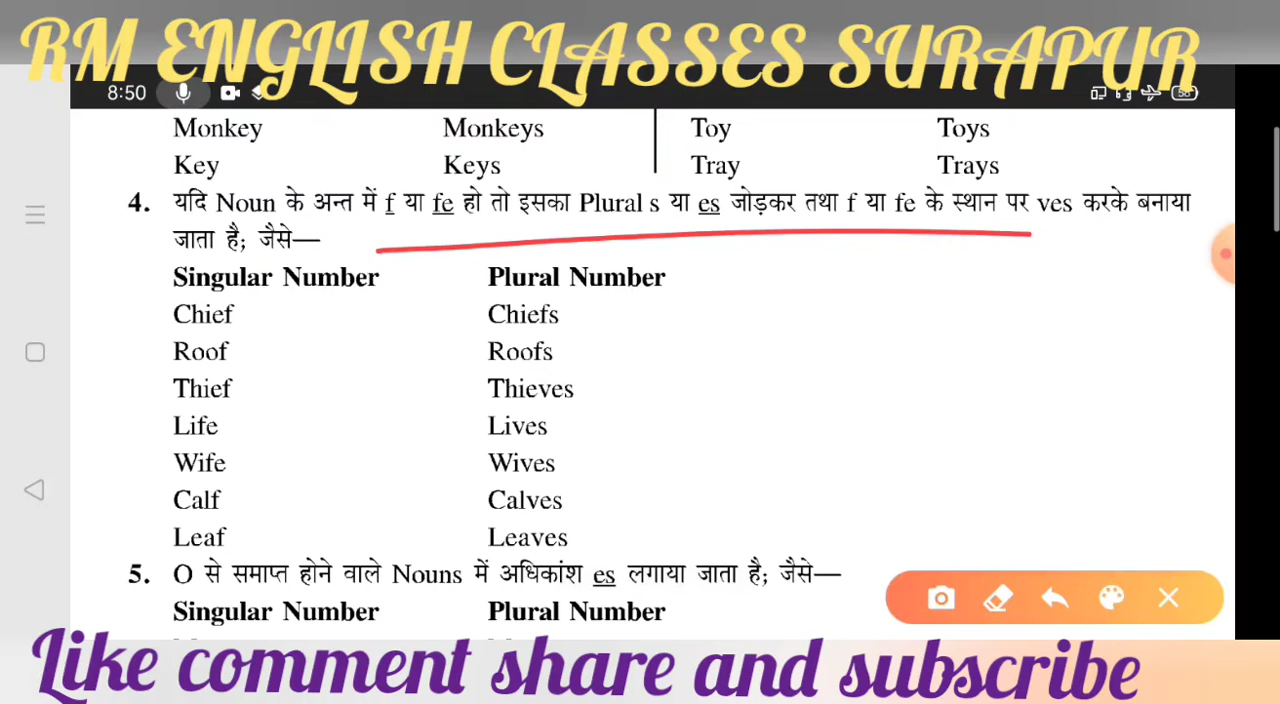 RM ENGLISH CLASSES SURAPUR
8:50
Monkey Monkeys Toy Toys
Key Keys Tray Trays
4. यदि Noun के अन्त में f या fe हो तो इसका Plural s या es जोड़कर तथा f या fe के स्थान पर ves करके बनाया
जाता है; जैसे—
Singular Number Plural Number
Chief Chiefs
Roof Roofs
Thief Thieves
Life Lives
Wife Wives
Calf Calves
Leaf Leaves
5. O से समाप्त होने वाले Nouns में अधिकांश es लगाया जाता है; जैसे—
Singular Number Plural Number
Like comment share and subscribe